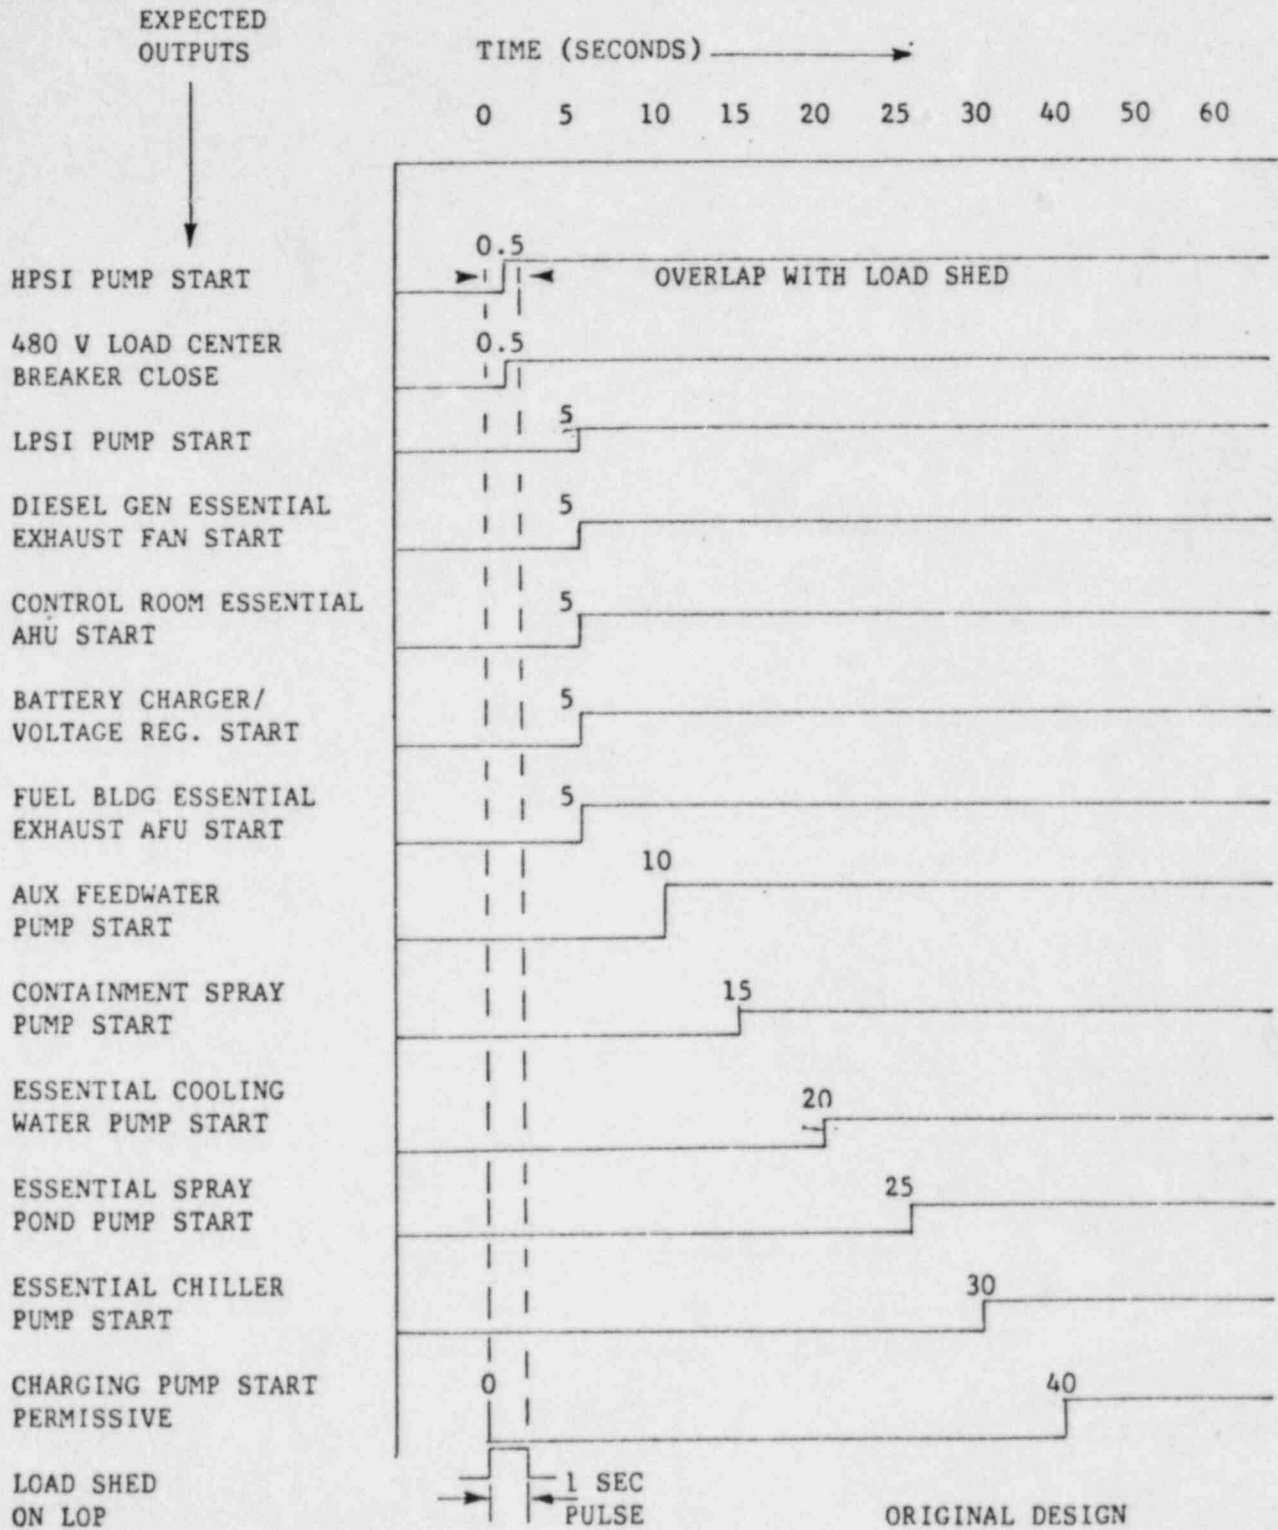 EXPECTED
OUTPUTS
TIME (SECONDS)
0 5 10 15 20 25 30 40 50 60
0.5
HPSI PUMP START
OVERLAP WITH LOAD SHED
480 V LOAD CENTER
BREAKER CLOSE
0.5
LPSI PUMP START
5
DIESEL GEN ESSENTIAL
EXHAUST FAN START
5
CONTROL ROOM ESSENTIAL
AHU START
5
BATTERY CHARGER/
VOLTAGE REG. START
5
FUEL BLDG ESSENTIAL
EXHAUST AFU START
5
AUX FEEDWATER
PUMP START
10
CONTAINMENT SPRAY
PUMP START
15
ESSENTIAL COOLING
WATER PUMP START
20
ESSENTIAL SPRAY
POND PUMP START
25
ESSENTIAL CHILLER
PUMP START
30
CHARGING PUMP START
PERMISSIVE
0
40
LOAD SHED
ON LOP
1 SEC
PULSE
ORIGINAL DESIGN